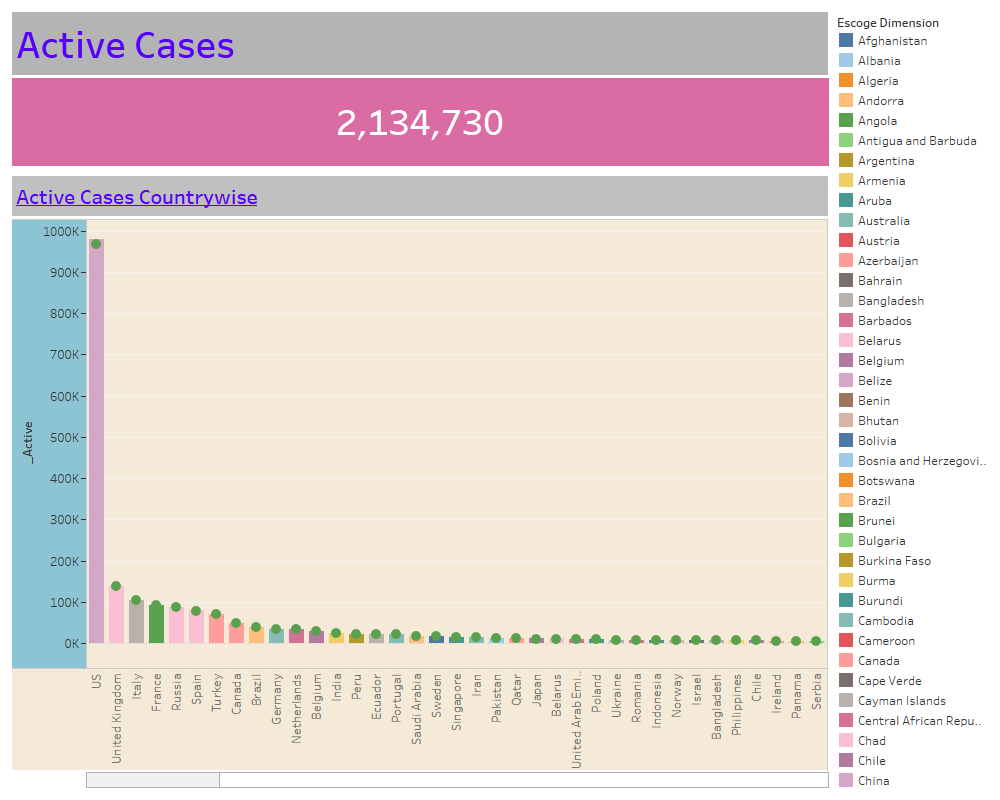 Active Cases
2,134,730
Active Cases Countrywise
1000K
900K
800K
700K
600K
500K
400K
300K
200K
100K
0K
_Active
US
United Kingdom
Italy
France
Russia
Spain
Turkey
Canada
Brazil
Germany
Netherlands
Belgium
India
Peru
Ecuador
Portugal
Saudi Arabia
Sweden
Singapore
Iran
Pakistan
Qatar
Japan
Belarus
United Arab Emi..
Poland
Ukraine
Romania
Indonesia
Norway
Israel
Bangladesh
Philippines
Chile
Ireland
Panama
Serbia
Escoge Dimension
Afghanistan
Albania
Algeria
Andorra
Angola
Antigua and Barbuda
Argentina
Armenia
Aruba
Australia
Austria
Azerbaijan
Bahrain
Bangladesh
Barbados
Belarus
Belgium
Belize
Benin
Bhutan
Bolivia
Bosnia and Herzegovi..
Botswana
Brazil
Brunei
Bulgaria
Burkina Faso
Burma
Burundi
Cambodia
Cameroon
Canada
Cape Verde
Cayman Islands
Central African Repu..
Chad
Chile
China